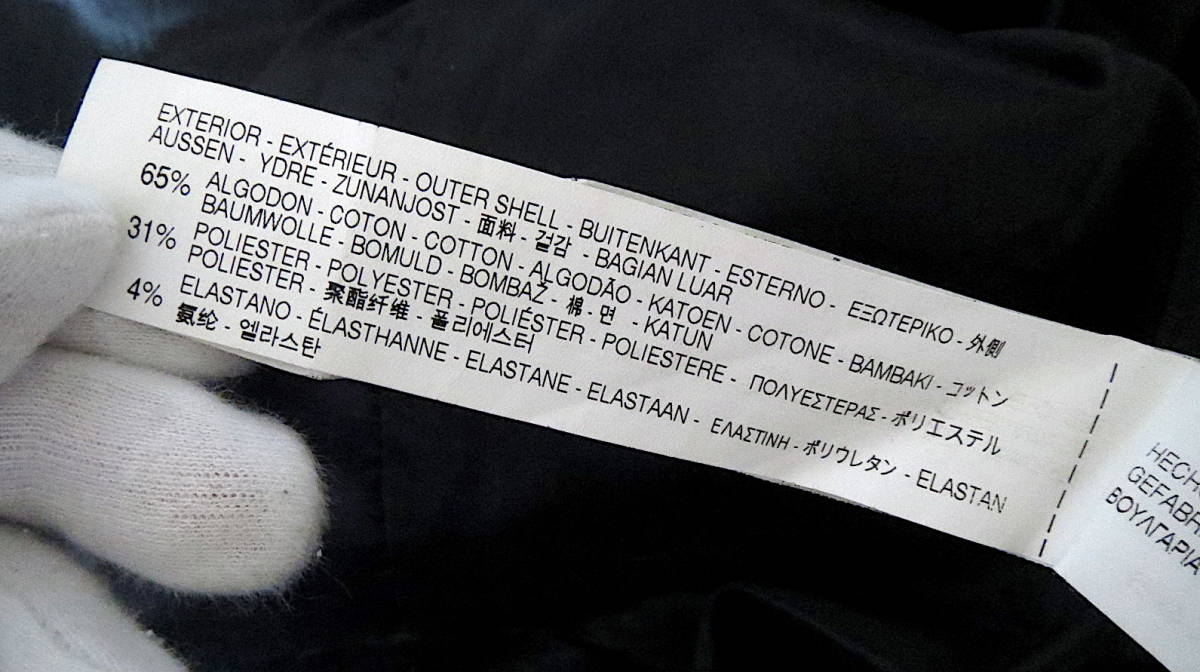 EXTERIOR - EXTÉRIEUR - OUTER SHELL - BUITENKANT - ESTERNO - ΕΞΩΤΕΡΙΚΟ - 外側
AUSSEN - YDRE - ZUNANJOST - 面料 - 겉감 - BAGIAN LUAR
65% ALGODON - COTON - COTTON - ALGODÃO - KATOEN - COTONE - BAMBAKI - コットン
BAUMWOLLE - BOMULD - BOMBAŽ - 棉 - 면 - KATUN
31% POLIESTER - POLYESTER - POLIÉSTER - POLIESTERE - ΠΟΛΥΕΣΤΕΡΑΣ - ポリエステル
POLIESTER - 聚酯纤维 - 폴리에스터
4% ELASTANO - ÉLASTHANNE - ELASTANE - ELASTAAN - ΕΛΑΣΤΙΝΗ - ポリウレタン - ELASTAN
氨纶 - 엘라스탄
HECH
GEFABR
ΒΟΥΛΓΑΡΙΑ